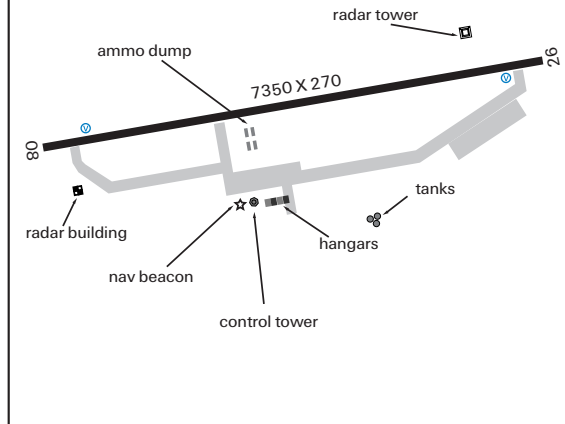 radar tower
ammo dump
26
7350 X 270
V
V
08
tanks
radar building
hangars
nav beacon
control tower